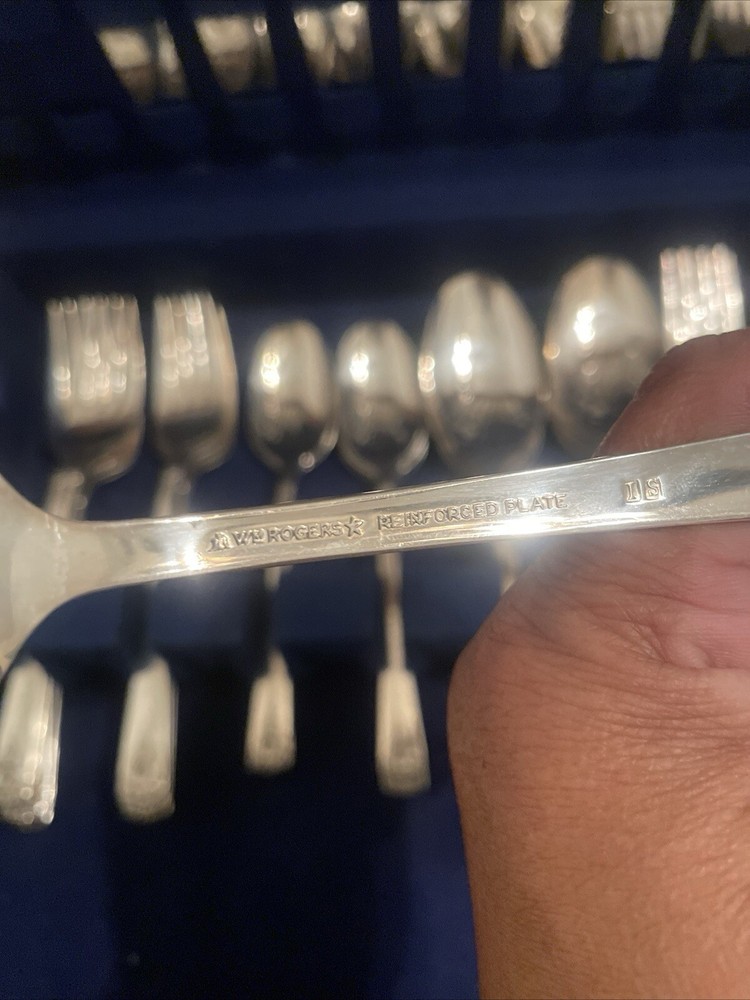 WM ROGERS★ REINFORCED PLATE IS